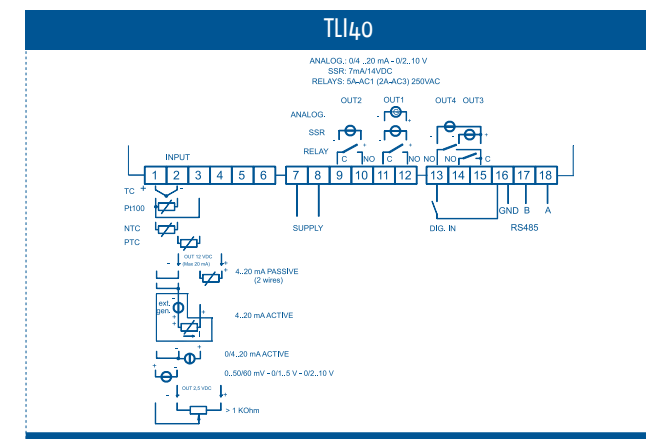 TLI40
ANALOG.: 0/4 ..20 mA - 0/2..10 V
SSR: 7mA/14VDC
RELAYS: 5A-AC1 (2A-AC3) 250VAC
OUT2 OUT1 OUT4 OUT3
ANALOG. - +
SSR - + - + - +
RELAY C NO C NO NO NO C
INPUT
1 2 3 4 5 6 7 8 9 10 11 12 13 14 15 16 17 18
TC + -
Pt100
GND B A
NTC
SUPPLY DIG. IN RS485
PTC
OUT 12 VDC
(Max 20 mA)
- +
4..20 mA PASSİVE
(2 wires)
ext. gen. - + + +
4..20 mA ACTIVE
I
- +
0/4..20 mA ACTIVE
+ -
0..50/60 mV - 0/1..5 V - 0/2..10 V
OUT 2,5 VDC
- +
> 1 KOhm